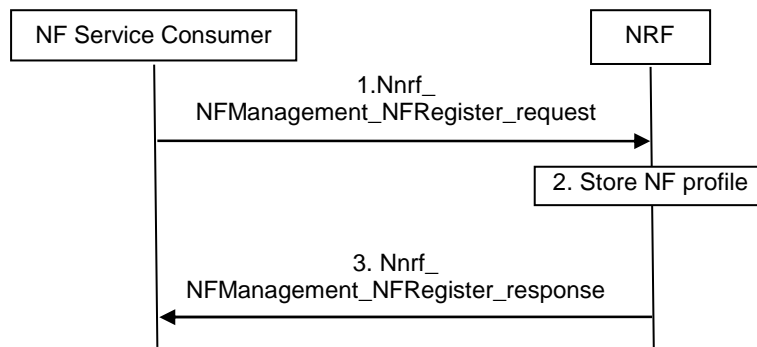 NF Service Consumer
NRF
1.Nnrf_
NFManagement_NFRegister_request
2. Store NF profile
3. Nnrf_
NFManagement_NFRegister_response